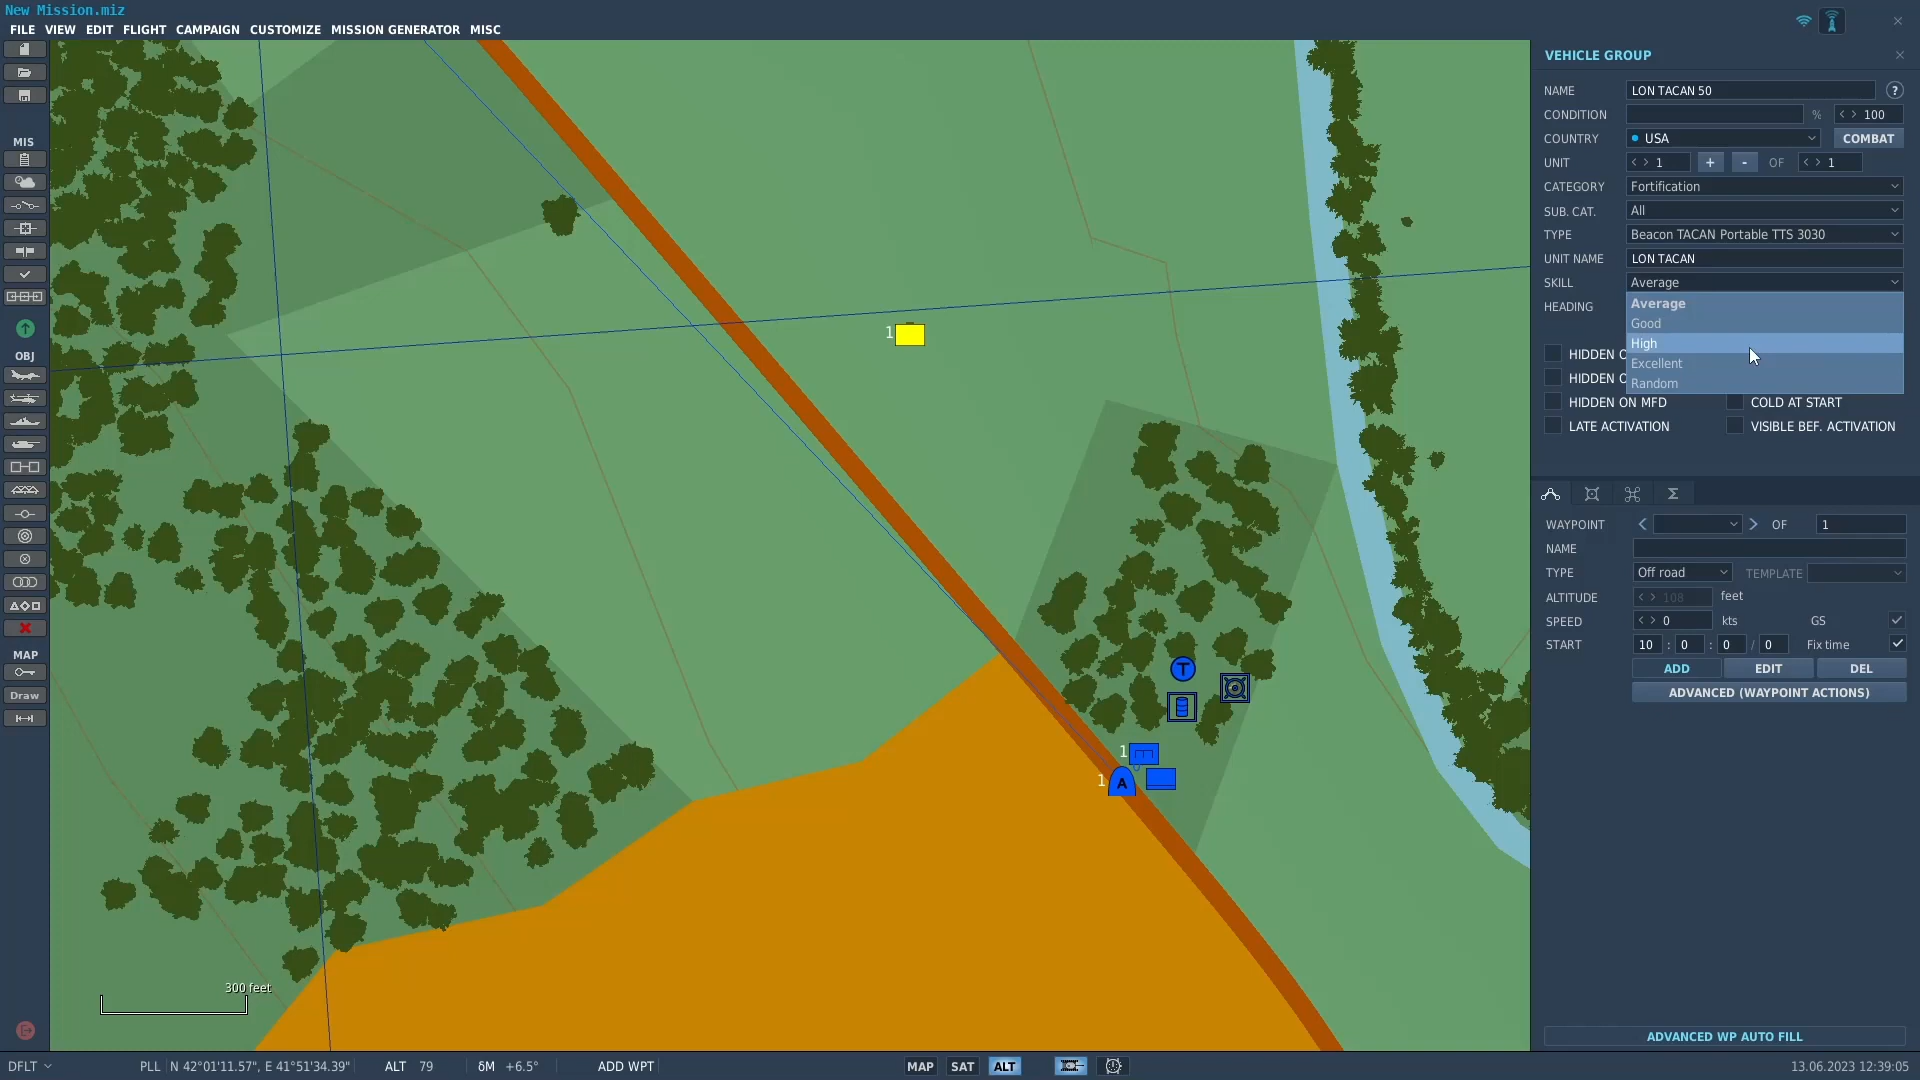 New Mission.miz
FILE VIEW EDIT FLIGHT CAMPAIGN CUSTOMIZE MISSION GENERATOR MISC
MIS
OBJ
MAP
Draw
1
T
1
1
A
300 feet
VEHICLE GROUP
NAME LON TACAN 50 ?
CONDITION % < > 100
COUNTRY USA COMBAT
UNIT < > 1 + - OF < > 1
CATEGORY Fortification
SUB. CAT. All
TYPE Beacon TACAN Portable TTS 3030
UNIT NAME LON TACAN
SKILL Average
HEADING
Average
Good
High
Excellent
Random
HIDDEN O
HIDDEN O
HIDDEN ON MFD COLD AT START
LATE ACTIVATION VISIBLE BEF. ACTIVATION
WAYPOINT < > OF 1
NAME
TYPE Off road TEMPLATE
ALTITUDE < > 108 feet
SPEED < > 0 kts GS
START 10 : 0 : 0 / 0 Fix time
ADD EDIT DEL
ADVANCED (WAYPOINT ACTIONS)
ADVANCED WP AUTO FILL
DFLT PLL N 42°01'11.57", E 41°51'34.39" ALT 79 δM +6.5° ADD WPT MAP SAT ALT 13.06.2023 12:39:05